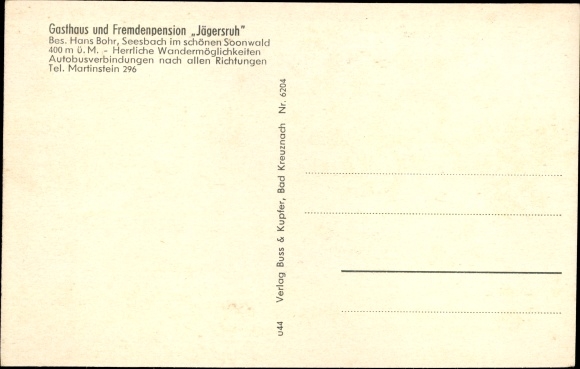 Gasthaus und Fremdenpension „Jägersruh"
Bes. Hans Bohr, Seesbach im schönen Soonwald
400 m ü. M. - Herrliche Wandermöglichkeiten
Autobusverbindungen nach allen Richtungen
Tel. Martinstein 296
u44 Verlag Buss & Kupfer, Bad Kreuznach Nr. 6204